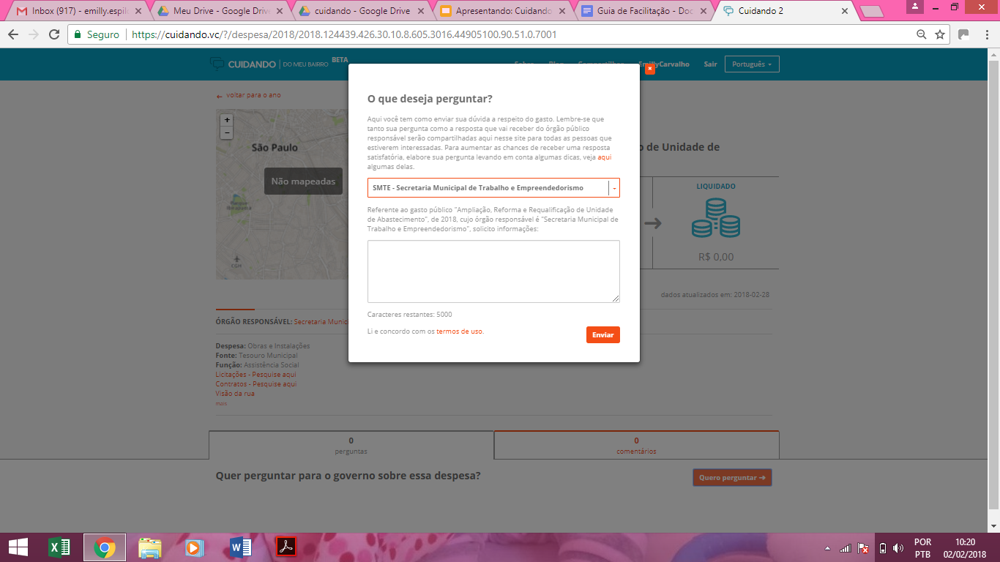 Inbox (917) - emilly.espil
Meu Drive - Google Drive
cuidando - Google Drive
Apresentando: Cuidando
Guia de Facilitação - Doc
Cuidando 2
Seguro
https://cuidando.vc/?/despesa/2018/2018.124439.426.30.10.8.605.3016.44905100.90.51.0.7001
CUIDANDO | DO MEU BAIRRO BETA
Sobre Blog Compartilhar EmillyCarvalho Sair Português
← voltar para o ano
+
−
São Paulo
Não mapeadas
Parque
Ibirapuera
CGH
o de Unidade de
LIQUIDADO
R$ 0,00
dados atualizados em: 2018-02-28
O que deseja perguntar?
Aqui você tem como enviar sua dúvida a respeito do gasto. Lembre-se que
tanto sua pergunta como a resposta que vai receber do órgão público
responsável serão compartilhadas aqui nesse site para todas as pessoas que
estiverem interessadas. Para aumentar as chances de receber uma resposta
satisfatória, elabore sua pergunta levando em conta algumas dicas, veja aqui
algumas delas.
SMTE - Secretaria Municipal de Trabalho e Empreendedorismo
Referente ao gasto público "Ampliação, Reforma e Requalificação de Unidade
de Abastecimento", de 2018, cujo órgão responsável é "Secretaria Municipal de
Trabalho e Empreendedorismo", solicito informações:
Caracteres restantes: 5000
Li e concordo com os termos de uso.
Enviar
ÓRGÃO RESPONSÁVEL: Secretaria Munic
Despesa: Obras e Instalações
Fonte: Tesouro Municipal
Função: Assistência Social
Licitações - Pesquise aqui
Contratos - Pesquise aqui
Visão da rua
mais
0
perguntas
0
comentários
Quer perguntar para o governo sobre essa despesa?
Quero perguntar ➔
POR
PTB
10:20
02/02/2018